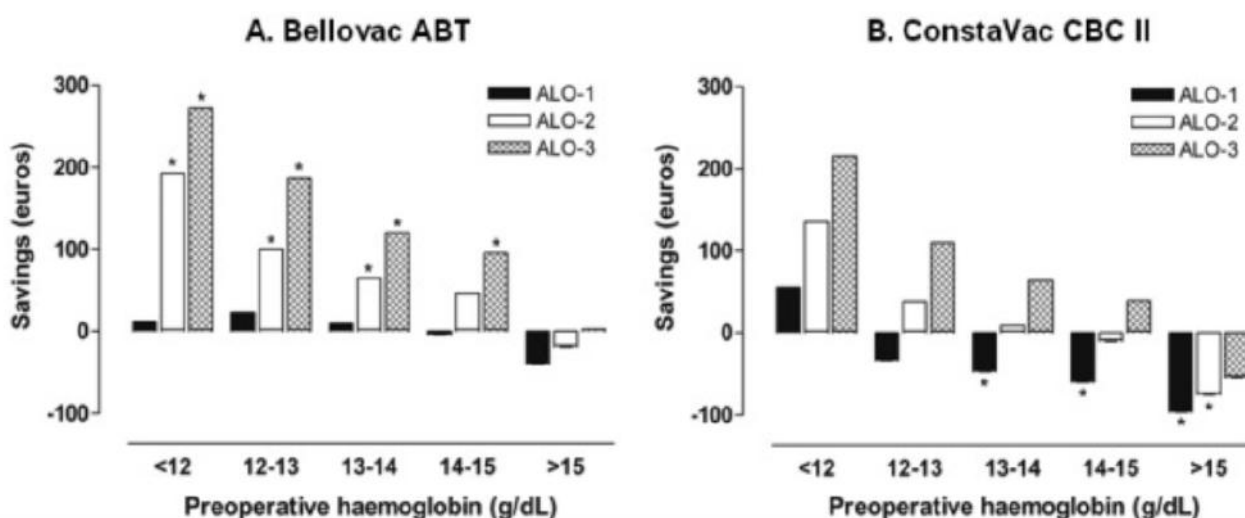 A. Bellovac ABT
300
200
100
0
-100
Savings (euros)
ALO-1
ALO-2
ALO-3
* * * * * * *
<12 12-13 13-14 14-15 >15
Preoperative haemoglobin (g/dL)
B. ConstaVac CBC II
300
200
100
0
-100
Savings (euros)
ALO-1
ALO-2
ALO-3
* * * *
<12 12-13 13-14 14-15 >15
Preoperative haemoglobin (g/dL)